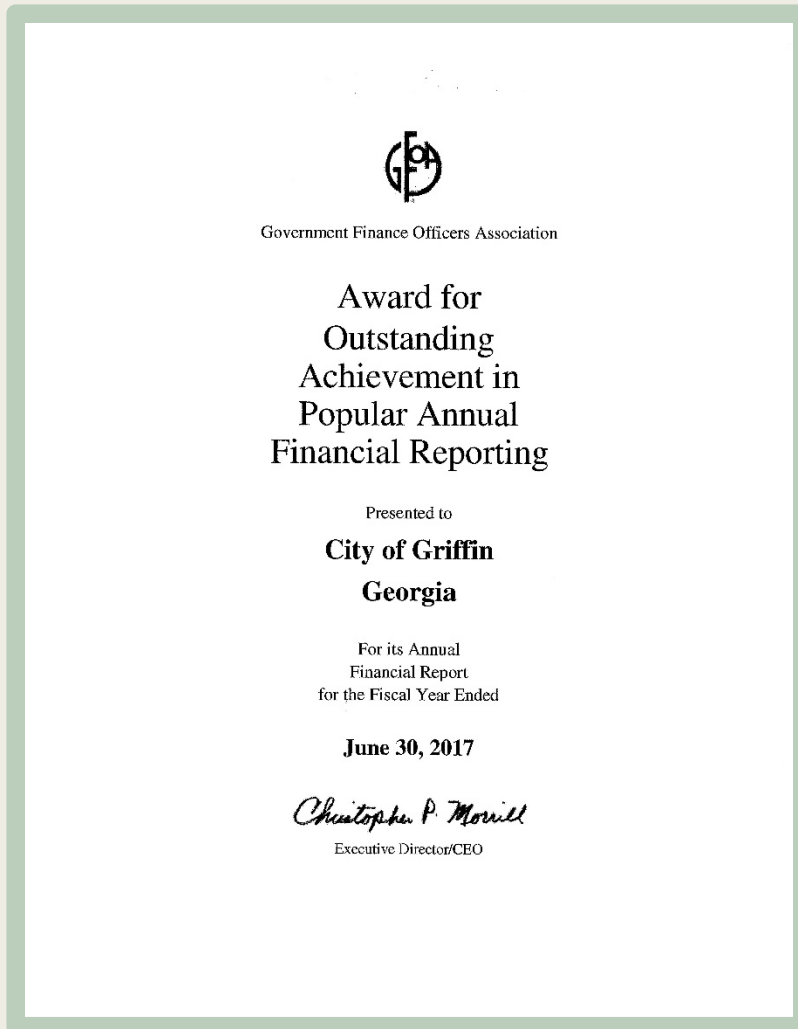 GFOA
Government Finance Officers Association
Award for
Outstanding
Achievement in
Popular Annual
Financial Reporting
Presented to
City of Griffin
Georgia
For its Annual
Financial Report
for the Fiscal Year Ended
June 30, 2017
Christopher P. Morrill
Executive Director/CEO